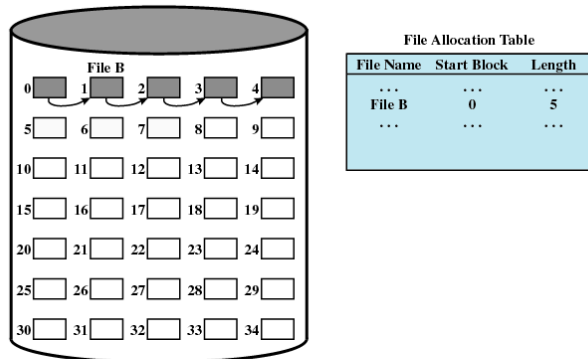 File B
0 1 2 3 4
5 6 7 8 9
10 11 12 13 14
15 16 17 18 19
20 21 22 23 24
25 26 27 28 29
30 31 32 33 34
File Allocation Table
File Name Start Block Length
... ... ...
File B 0 5
... ... ...